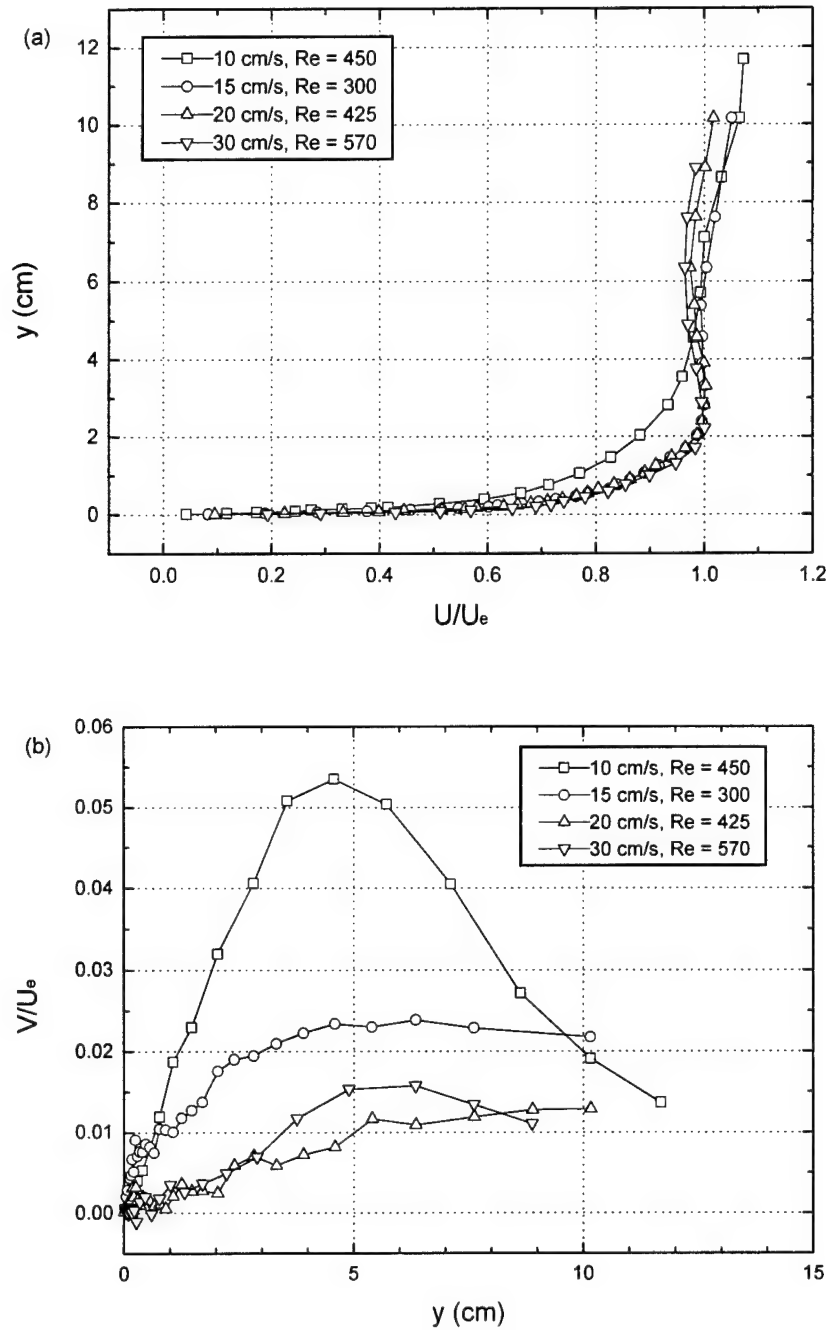 (a)
10 cm/s, Re = 450
15 cm/s, Re = 300
20 cm/s, Re = 425
30 cm/s, Re = 570
12
10
8
6
4
2
0
y (cm)
0.0 0.2 0.4 0.6 0.8 1.0 1.2
U/Ue
(b)
10 cm/s, Re = 450
15 cm/s, Re = 300
20 cm/s, Re = 425
30 cm/s, Re = 570
0.06
0.05
0.04
0.03
0.02
0.01
0.00
V/Ue
0 5 10 15
y (cm)